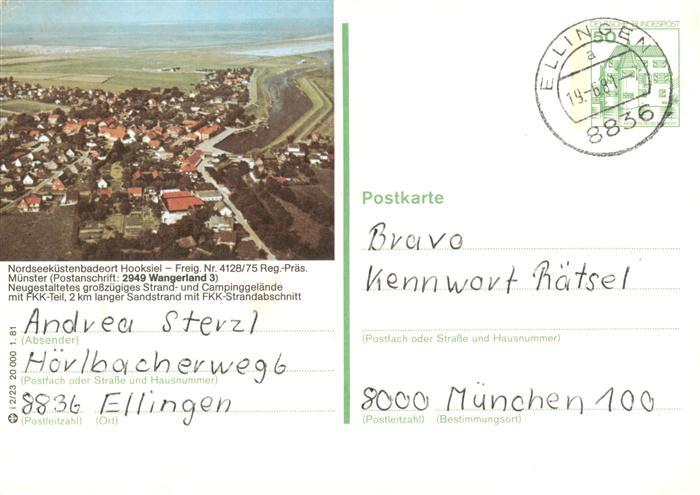 Nordseeküstenbadeort Hooksiel – Freig. Nr. 4128/75 Reg.-Präs.
Münster (Postanschrift: 2949 Wangerland 3)
Neugestaltetes großzügiges Strand- und Campinggelände
mit FKK-Teil, 2 km langer Sandstrand mit FKK-Strandabschnitt
Andrea Sterzl
(Absender)
Hörlbacherweg 6
(Postfach oder Straße und Hausnummer)
8836 Ellingen
(Postleitzahl) (Ort)
i 2/23 20 000 1. 81
DEUTSCHE BUNDESPOST
50
ELLINGEN
a
19.-6.81
8836
Postkarte
Bravo
Kennwort Rätsel
(Postfach oder Straße und Hausnummer)
8000 München 100
(Postleitzahl) (Bestimmungsort)